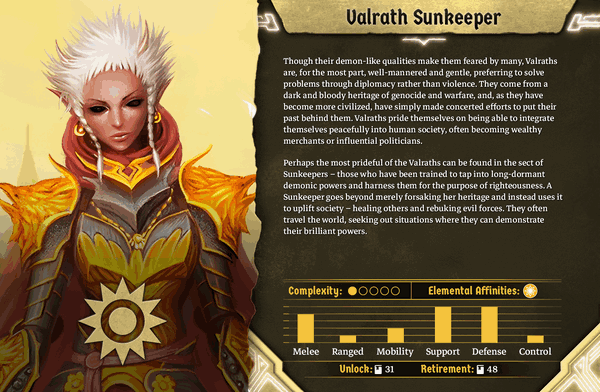 Valrath Sunkeeper
Though their demon-like qualities make them feared by many, Valraths
are, for the most part, well-mannered and gentle, preferring to solve
problems through diplomacy rather than violence. They come from a
dark and bloody heritage of genocide and warfare, and, as they have
become more civilized, have simply made concerted efforts to put their
past behind them. Valraths pride themselves on being able to integrate
themselves peacefully into human society, often becoming wealthy
merchants or influential politicians.
Perhaps the most prideful of the Valraths can be found in the sect of
Sunkeepers – those who have been trained to tap into long-dormant
demonic powers and harness them for the purpose of righteousness. A
Sunkeeper goes beyond merely forsaking her heritage and instead uses it
to uplift society – healing others and rebuking evil forces. They often
travel the world, seeking out situations where they can demonstrate
their brilliant powers.
Complexity: Elemental Affinities:
Melee Ranged Mobility Support Defense Control
Unlock: 31 Retirement: 48